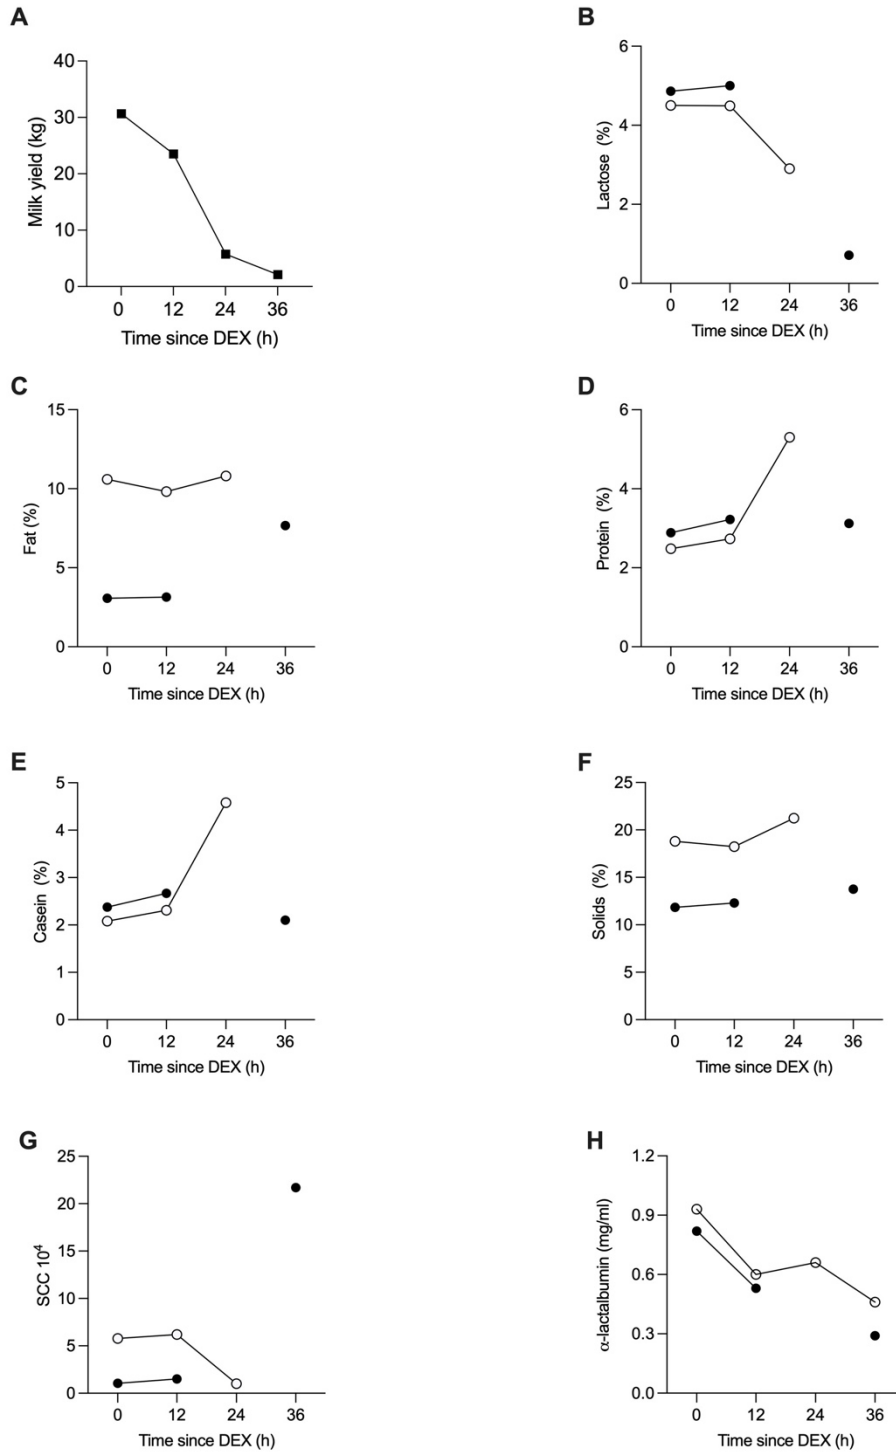 A
Milk yield (kg)
40
30
20
10
0
0 12 24 36
Time since DEX (h)
B
Lactose (%)
6
4
2
0
0 12 24 36
Time since DEX (h)
C
Fat (%)
15
10
5
0
0 12 24 36
Time since DEX (h)
D
Protein (%)
6
4
2
0
0 12 24 36
Time since DEX (h)
E
Casein (%)
5
4
3
2
1
0
0 12 24 36
Time since DEX (h)
F
Solids (%)
25
20
15
10
5
0
0 12 24 36
Time since DEX (h)
G
SCC 10⁴
25
20
15
10
5
0
0 12 24 36
Time since DEX (h)
H
α-lactalbumin (mg/ml)
1.2
0.9
0.6
0.3
0.0
0 12 24 36
Time since DEX (h)